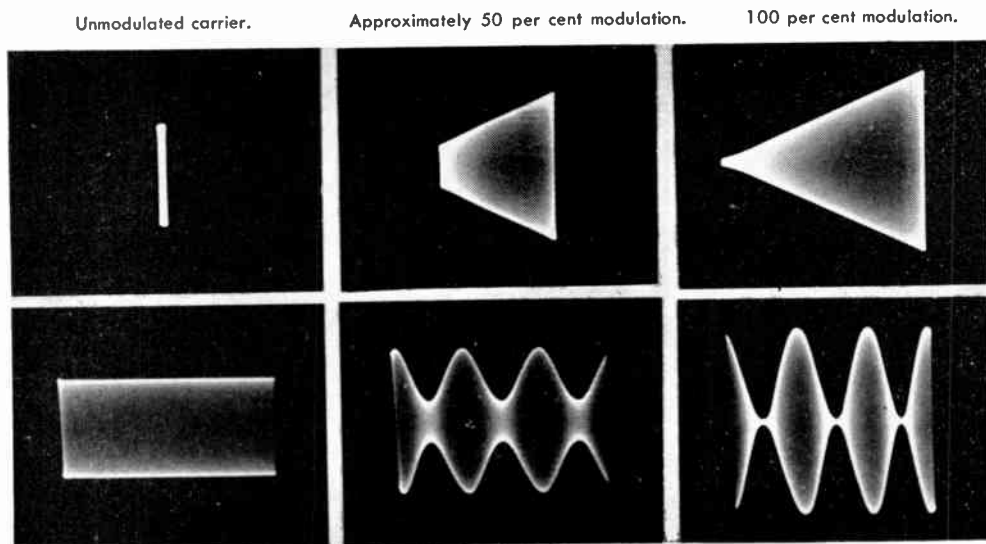 Unmodulated carrier.
Approximately 50 per cent modulation.
100 per cent modulation.